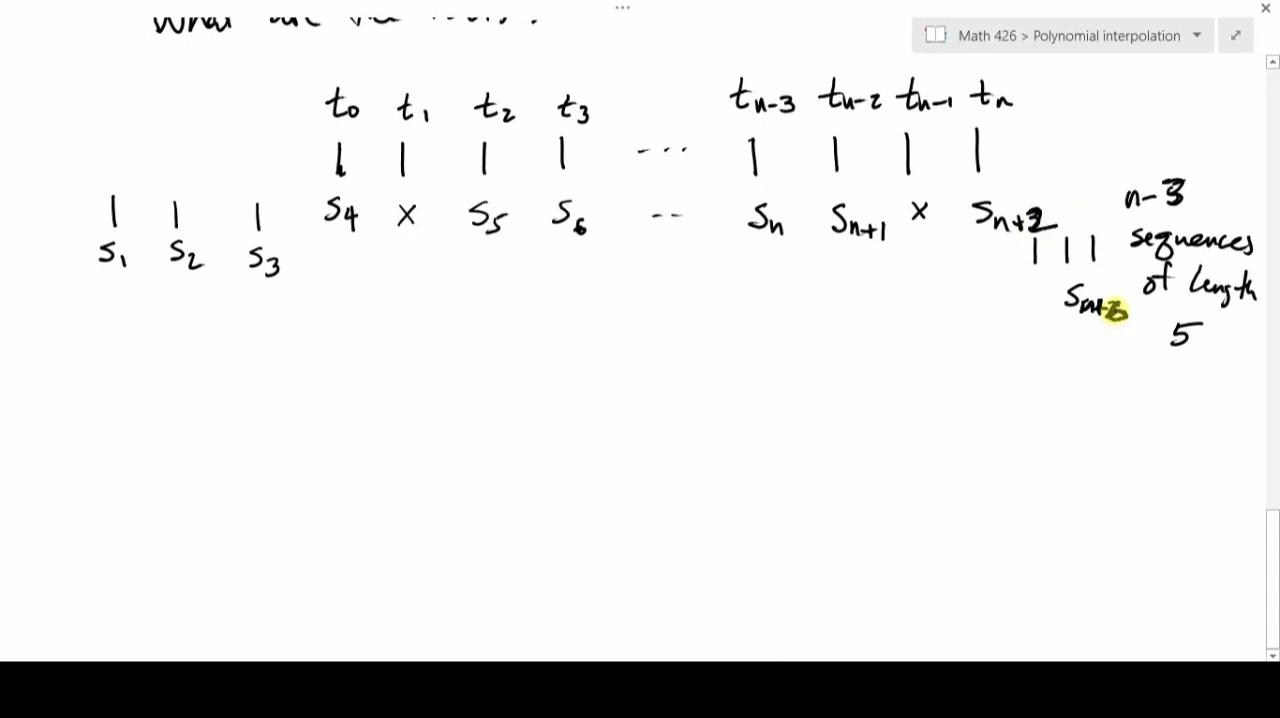 Math 426 > Polynomial interpolation
t₀ t₁ t₂ t₃ --- tₙ₋₃ tₙ₋₂ tₙ₋₁ tₙ
s₁ s₂ s₃ s₄ × s₅ s₆ -- sₙ sₙ₊₁ × sₙ₊₂
n-3
sequences
of length
5